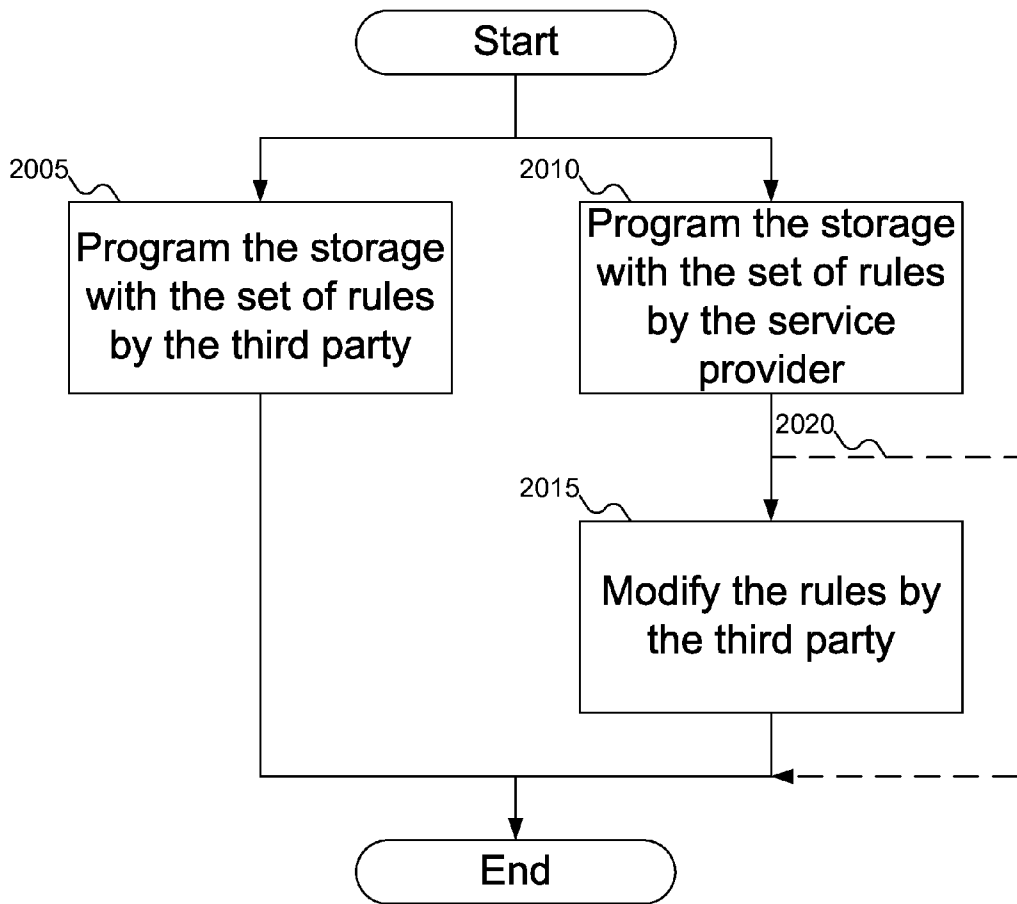 Start
2005
Program the storage
with the set of rules
by the third party
2010
Program the storage
with the set of rules
by the service
provider
2020
2015
Modify the rules by
the third party
End